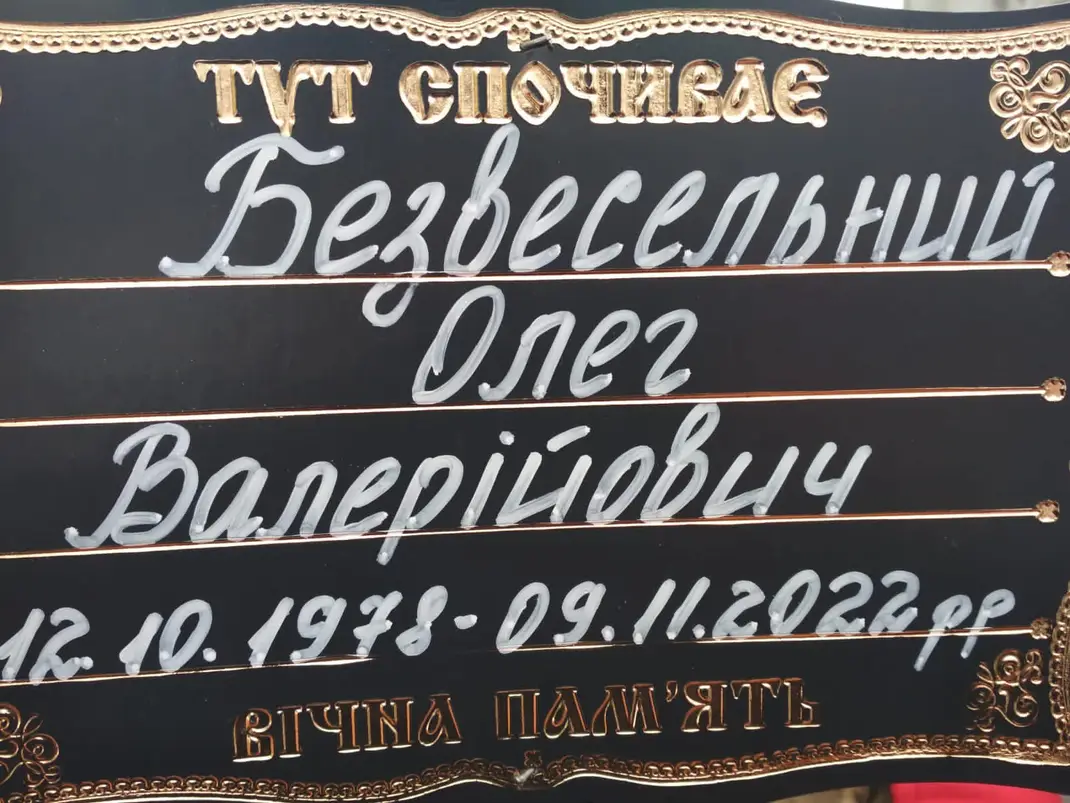 ТУТ СПОЧИВАЄ
Безвесельний
Олег
Валерійович
12.10.1978-09.11.2022рр
ВІЧНА ПАМ'ЯТЬ